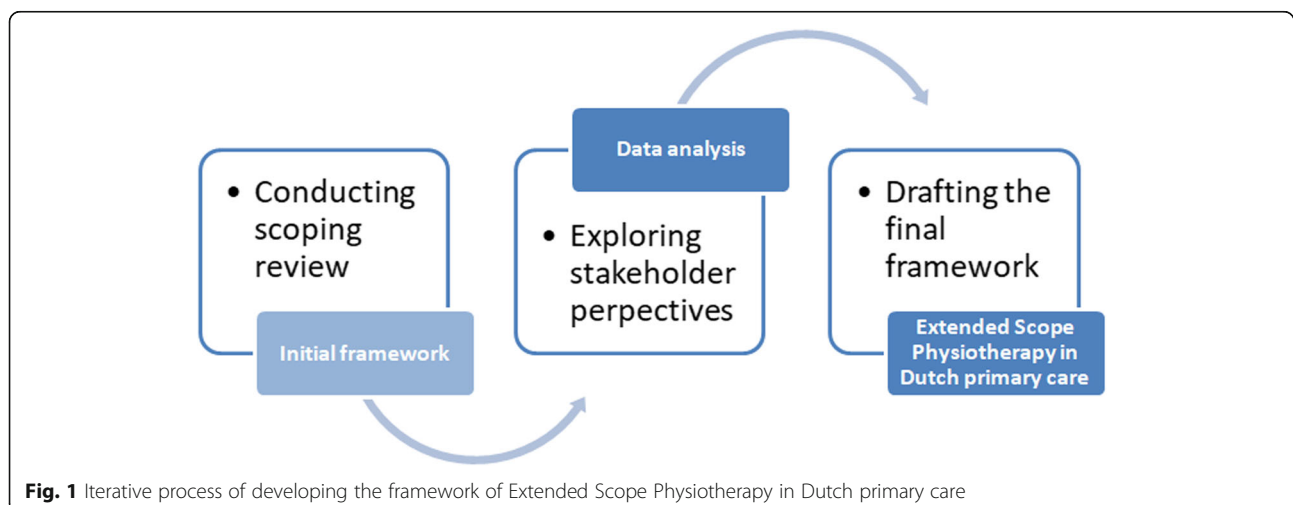 • Conducting
scoping
review
Initial framework
Data analysis
• Exploring
stakeholder
perpectives
• Drafting the
final
framework
Extended Scope
Physiotherapy in
Dutch primary care
Fig. 1 Iterative process of developing the framework of Extended Scope Physiotherapy in Dutch primary care